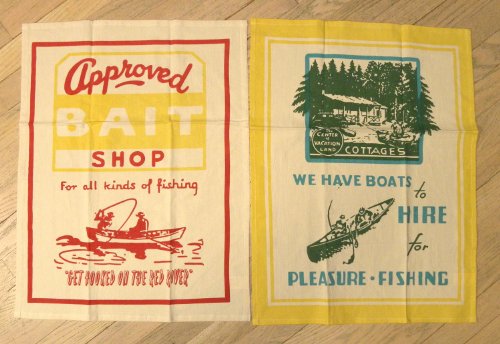 Approved
BAIT
SHOP
For all kinds of fishing
"GET HOOKED ON THE RED RIVER"
CENTER
of
VACATION
LAND
COTTAGES
WE HAVE BOATS
to
HIRE
for
PLEASURE · FISHING